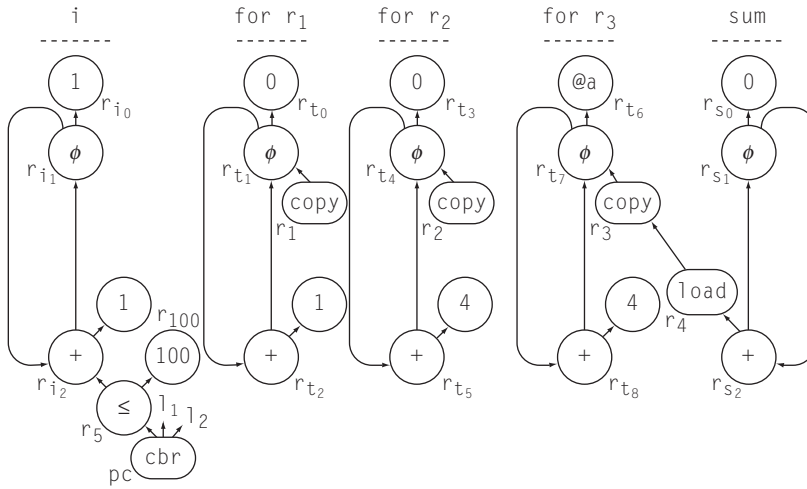 i for r1 for r2 for r3 sum
1 0 0 @a 0
ri0 rt0 rt3 rt6 rs0
ϕ ϕ ϕ ϕ ϕ
ri1 rt1 rt4 rt7 rs1
copy copy copy
r1 r2 r3
load
1 r100 1 4 4 r4
+ 100 + + + +
ri2 rt2 rt5 rt8 rs2
≤ l1 l2
r5
cbr
pc